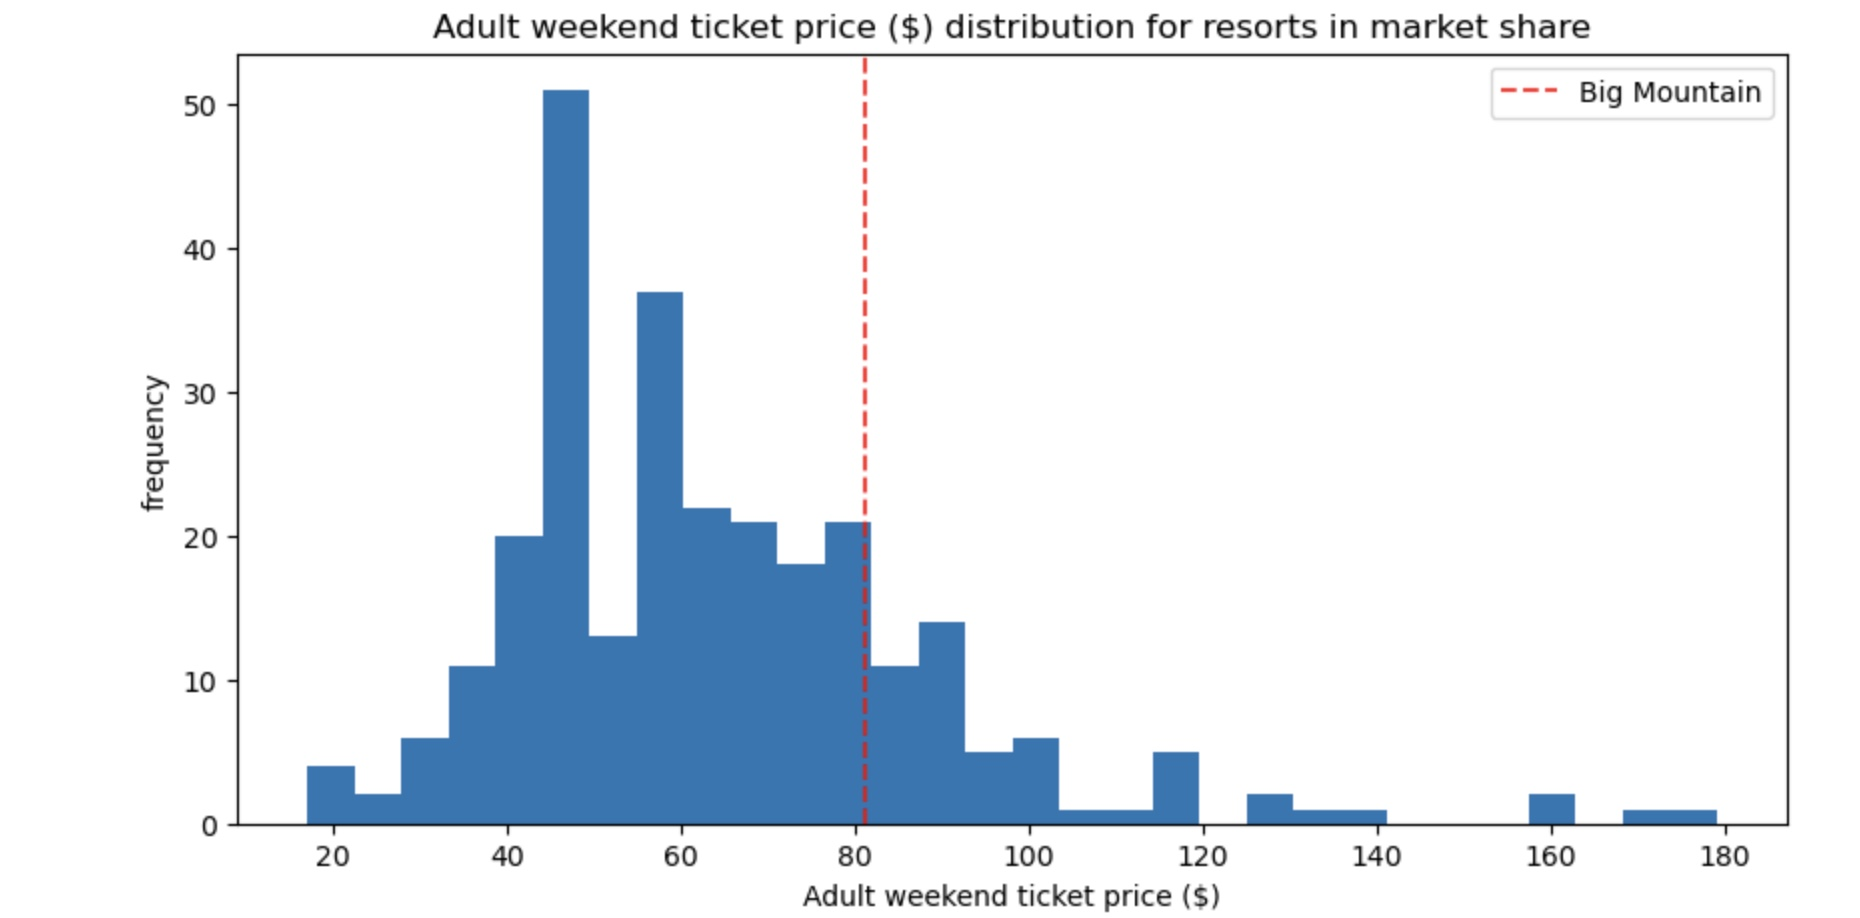 Adult weekend ticket price ($) distribution for resorts in market share
Big Mountain
frequency
50
40
30
20
10
0
20 40 60 80 100 120 140 160 180
Adult weekend ticket price ($)